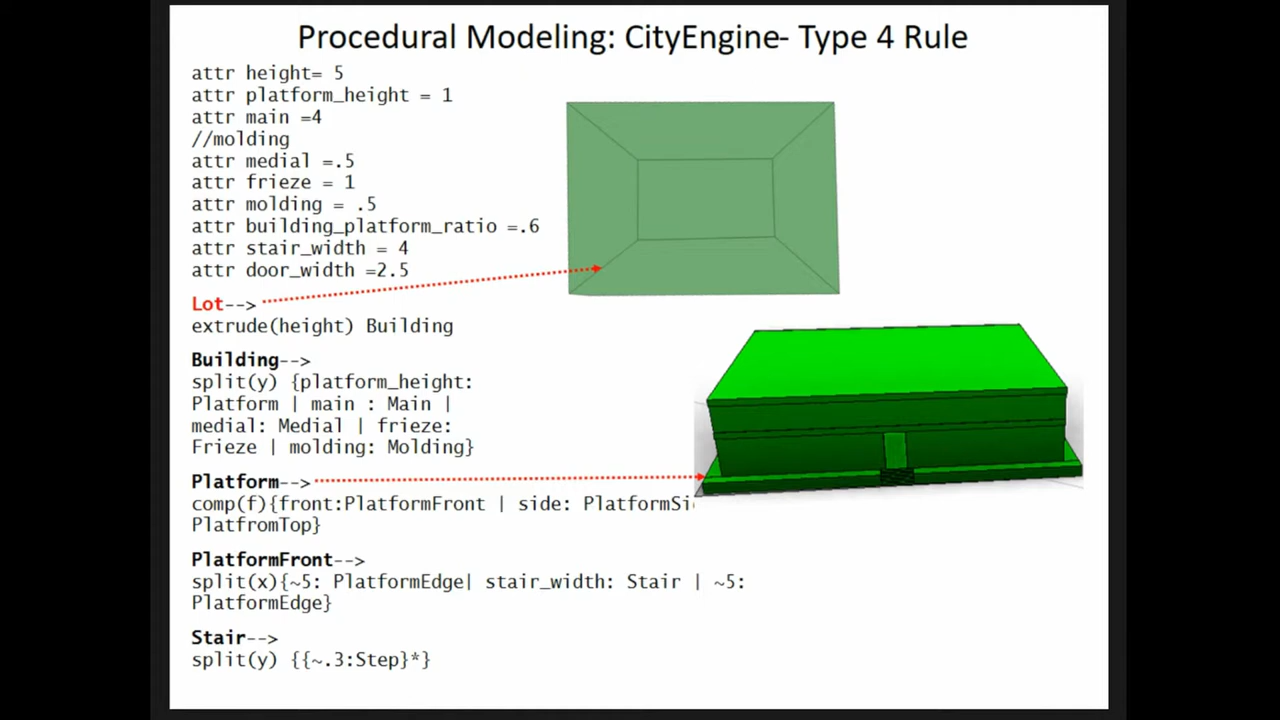 Procedural Modeling: CityEngine- Type 4 Rule
attr height= 5
attr platform_height = 1
attr main =4
//molding
attr medial =.5
attr frieze = 1
attr molding = .5
attr building_platform_ratio =.6
attr stair_width = 4
attr door_width =2.5
Lot-->
extrude(height) Building
Building-->
split(y) {platform_height:
Platform | main : Main |
medial: Medial | frieze:
Frieze | molding: Molding}
Platform-->
comp(f){front:PlatformFront | side: PlatformSi
PlatfromTop}
PlatformFront-->
split(x){~5: PlatformEdge| stair_width: Stair | ~5:
PlatformEdge}
Stair-->
split(y) {{~.3:Step}*}